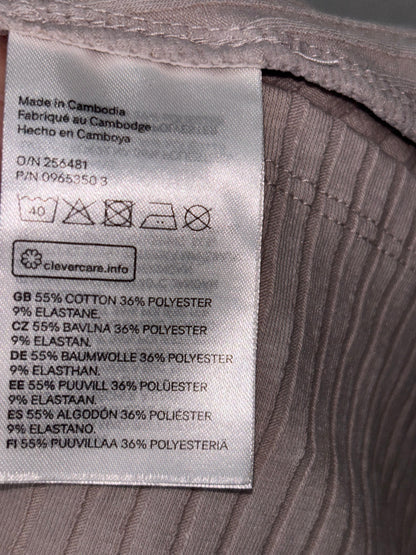 Made in Cambodia
Fabriqué au Cambodge
Hecho en Camboya
O/N 256481
P/N 0965350 3
40
clevercare.info
GB 55% COTTON 36% POLYESTER
9% ELASTANE.
CZ 55% BAVLNA 36% POLYESTER
9% ELASTAN.
DE 55% BAUMWOLLE 36% POLYESTER
9% ELASTHAN.
EE 55% PUUVILL 36% POLÜESTER
9% ELASTAAN.
ES 55% ALGODÓN 36% POLIÉSTER
9% ELASTANO.
FI 55% PUUVILLAA 36% POLYESTERIÄ